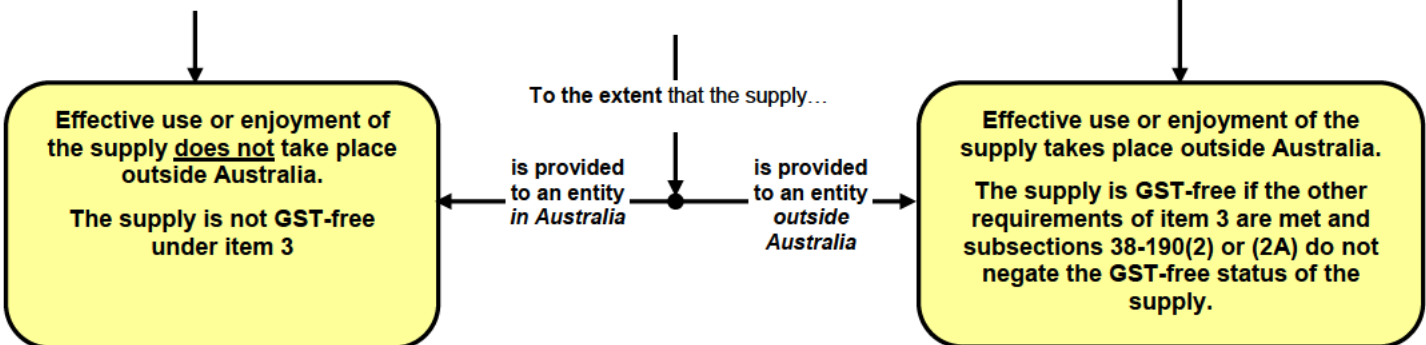 To the extent that the supply…
Effective use or enjoyment of
the supply does not take place
outside Australia.
The supply is not GST-free
under item 3
is provided
to an entity
in Australia
is provided
to an entity
outside
Australia
Effective use or enjoyment of the
supply takes place outside Australia.
The supply is GST-free if the other
requirements of item 3 are met and
subsections 38-190(2) or (2A) do not
negate the GST-free status of the
supply.